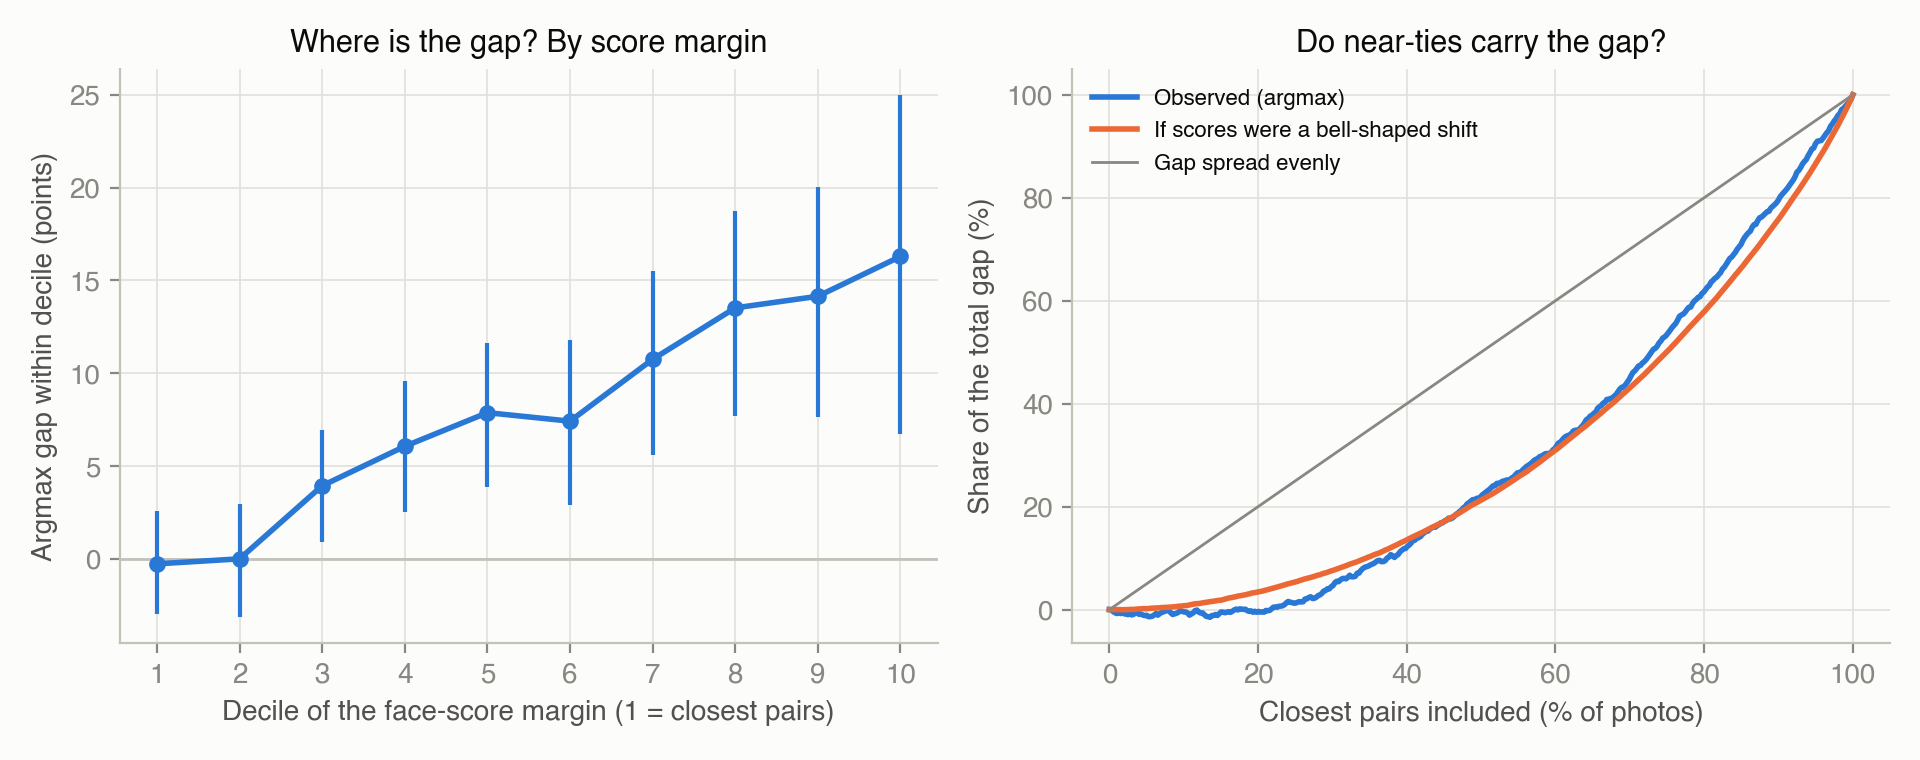 Where is the gap? By score margin
Argmax gap within decile (points)
25
20
15
10
5
0
1 2 3 4 5 6 7 8 9 10
Decile of the face-score margin (1 = closest pairs)
Do near-ties carry the gap?
Observed (argmax)
If scores were a bell-shaped shift
Gap spread evenly
Share of the total gap (%)
100
80
60
40
20
0
0 20 40 60 80 100
Closest pairs included (% of photos)